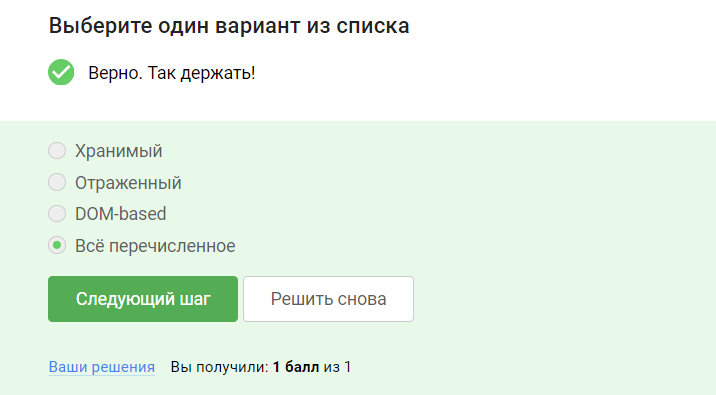 Выберите один вариант из списка
Верно. Так держать!
Хранимый
Отраженный
DOM-based
Всё перечисленное
Следующий шаг Решить снова
Ваши решения Вы получили: 1 балл из 1